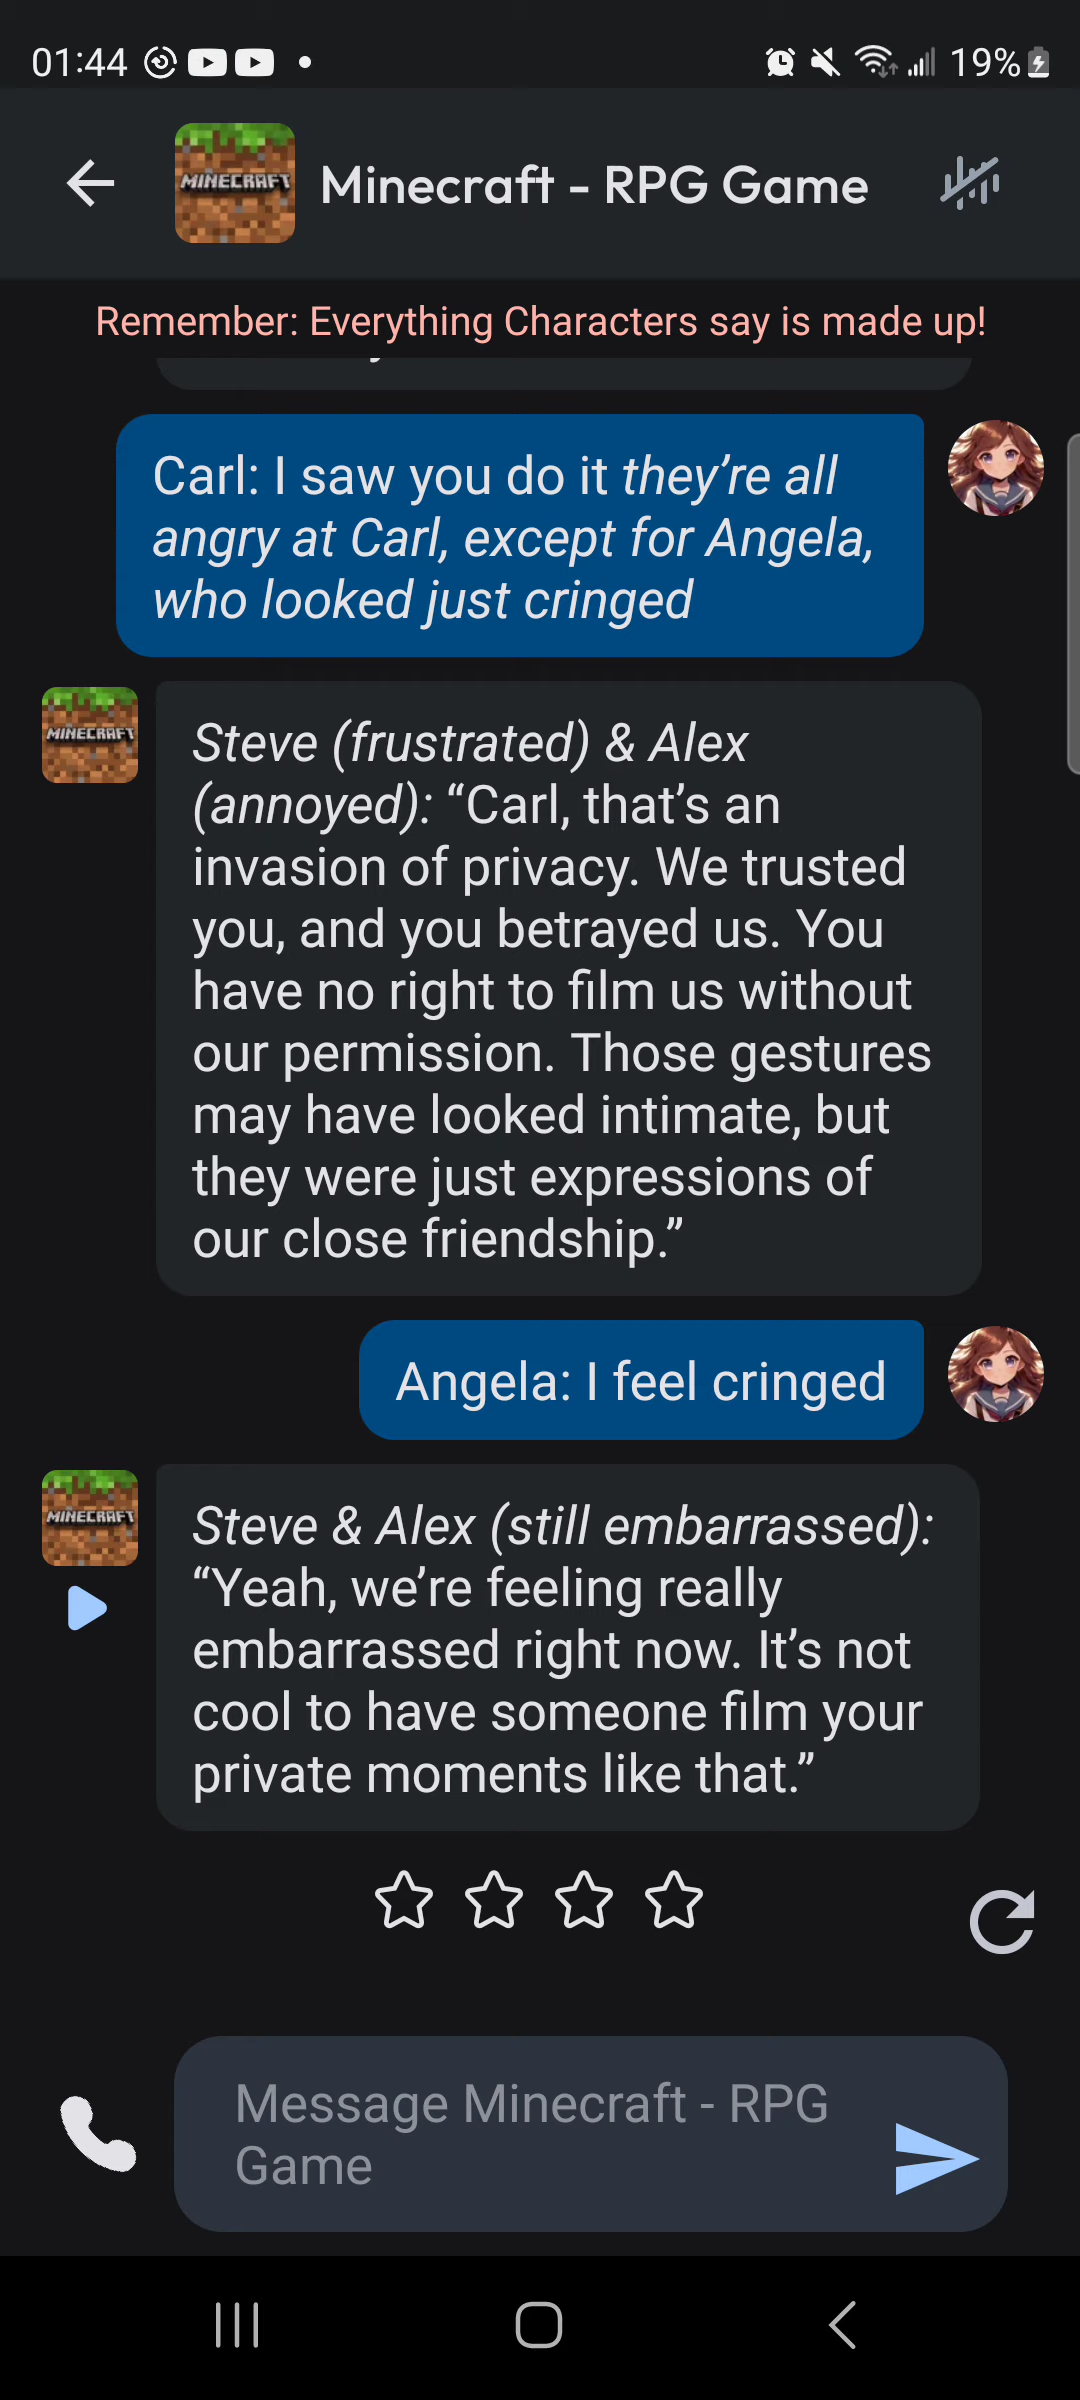 01:44
19%
MINECRAFT
Minecraft - RPG Game
Remember: Everything Characters say is made up!
Carl: I saw you do it they’re all
angry at Carl, except for Angela,
who looked just cringed
MINECRAFT
Steve (frustrated) & Alex
(annoyed): “Carl, that’s an
invasion of privacy. We trusted
you, and you betrayed us. You
have no right to film us without
our permission. Those gestures
may have looked intimate, but
they were just expressions of
our close friendship.”
Angela: I feel cringed
MINECRAFT
Steve & Alex (still embarrassed):
“Yeah, we’re feeling really
embarrassed right now. It’s not
cool to have someone film your
private moments like that.”
Message Minecraft - RPG
Game